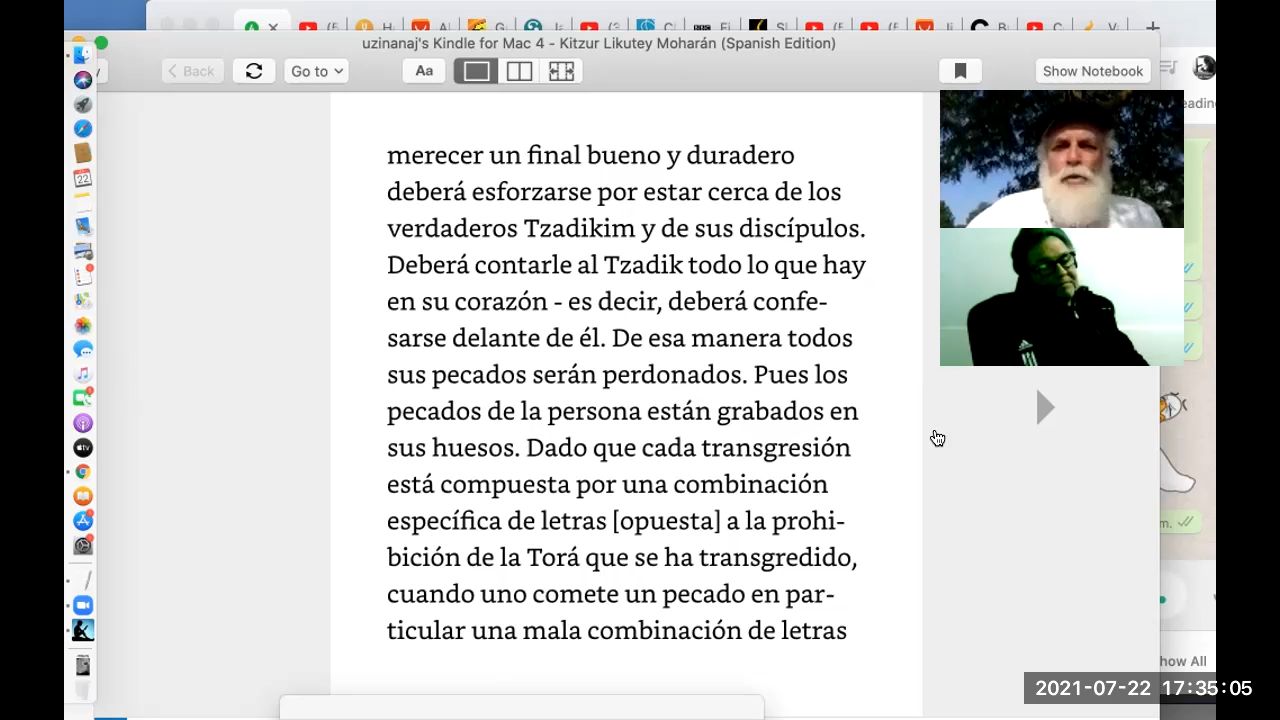 uzinanaj's Kindle for Mac 4 - Kitzur Likutey Moharán (Spanish Edition)
Back
Go to
Aa
Show Notebook
merecer un final bueno y duradero
deberá esforzarse por estar cerca de los
verdaderos Tzadikim y de sus discípulos.
Deberá contarle al Tzadik todo lo que hay
en su corazón - es decir, deberá confe-
sarse delante de él. De esa manera todos
sus pecados serán perdonados. Pues los
pecados de la persona están grabados en
sus huesos. Dado que cada transgresión
está compuesta por una combinación
específica de letras [opuesta] a la prohi-
bición de la Torá que se ha transgredido,
cuando uno comete un pecado en par-
ticular una mala combinación de letras
22
tv
m.
how All
2021-07-22 17:35:05